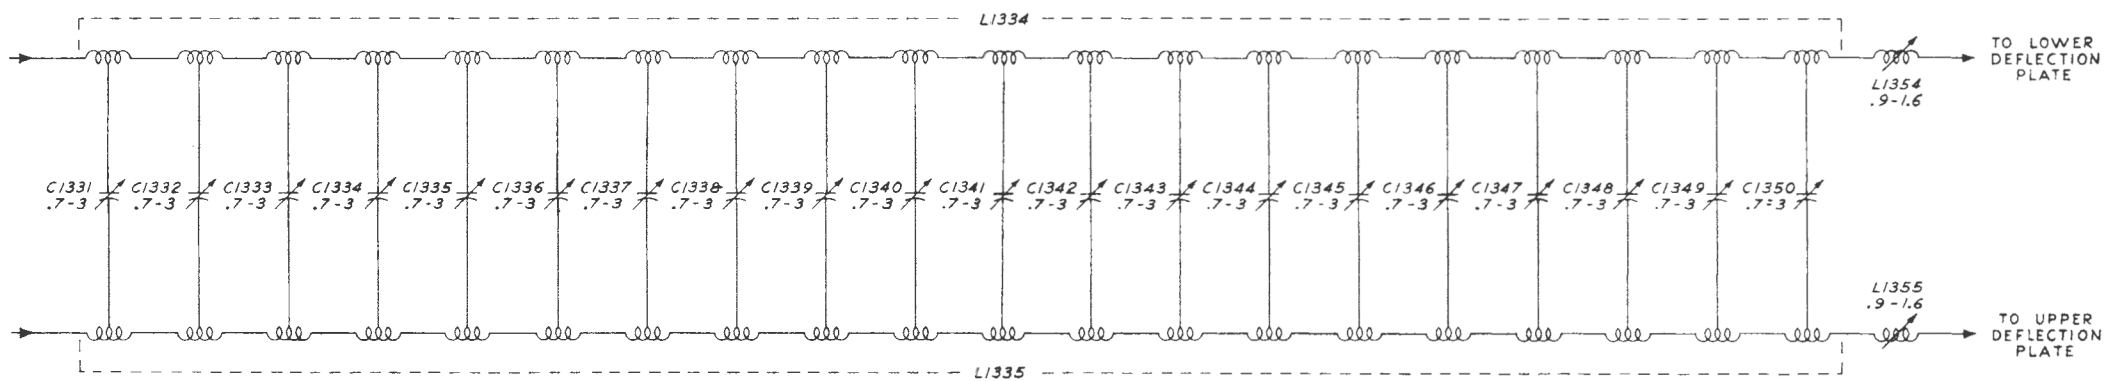 L1334
TO LOWER
DEFLECTION
PLATE
L1354
.9-1.6
C1331
.7-3
C1332
.7-3
C1333
.7-3
C1334
.7-3
C1335
.7-3
C1336
.7-3
C1337
.7-3
C1338
.7-3
C1339
.7-3
C1340
.7-3
C1341
.7-3
C1342
.7-3
C1343
.7-3
C1344
.7-3
C1345
.7-3
C1346
.7-3
C1347
.7-3
C1348
.7-3
C1349
.7-3
C1350
.7-3
L1355
.9-1.6
TO UPPER
DEFLECTION
PLATE
L1335